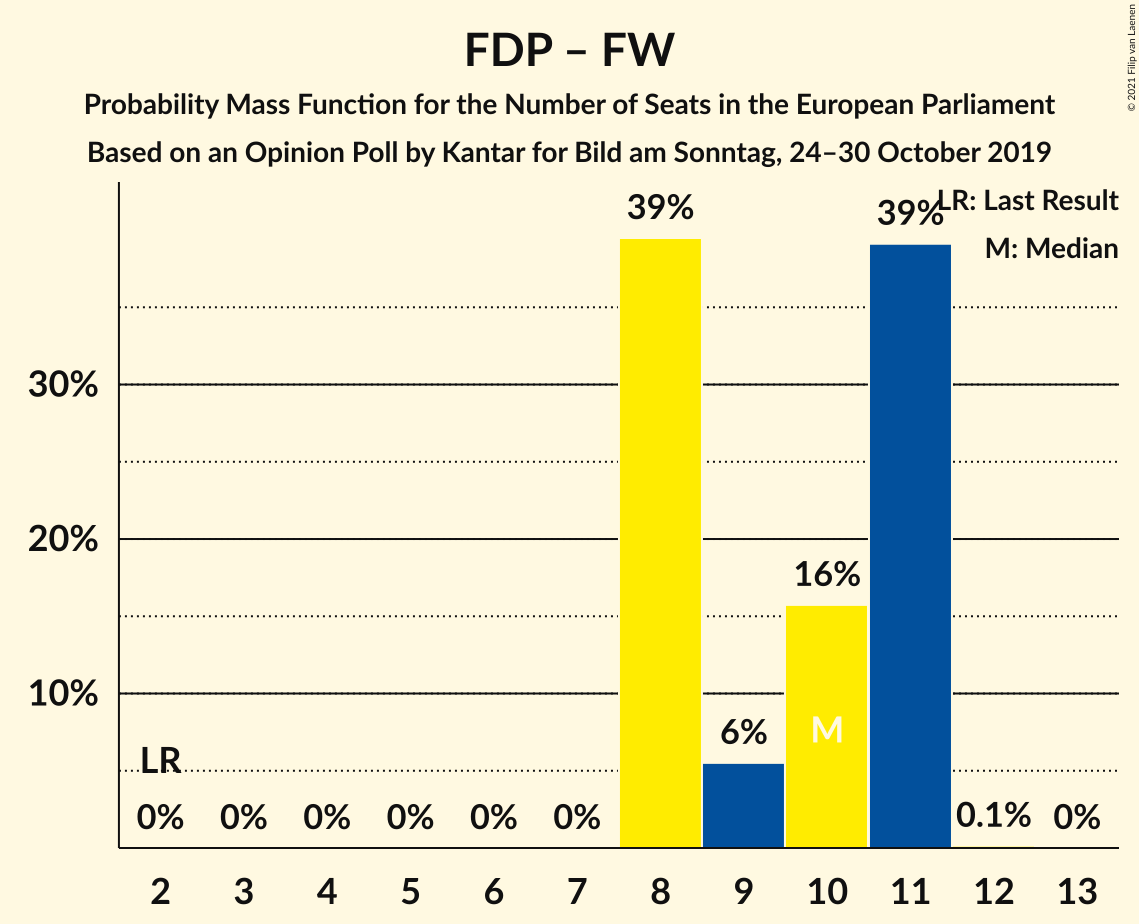 FDP – FW
Probability Mass Function for the Number of Seats in the European Parliament
Based on an Opinion Poll by Kantar for Bild am Sonntag, 24–30 October 2019
© 2021 Filip van Laenen
LR: Last Result
M: Median
39%
39%
30%
20%
16%
10%
6%
M
LR
0%
0%
0%
0%
0%
0%
0.1%
0%
2 3 4 5 6 7 8 9 10 11 12 13